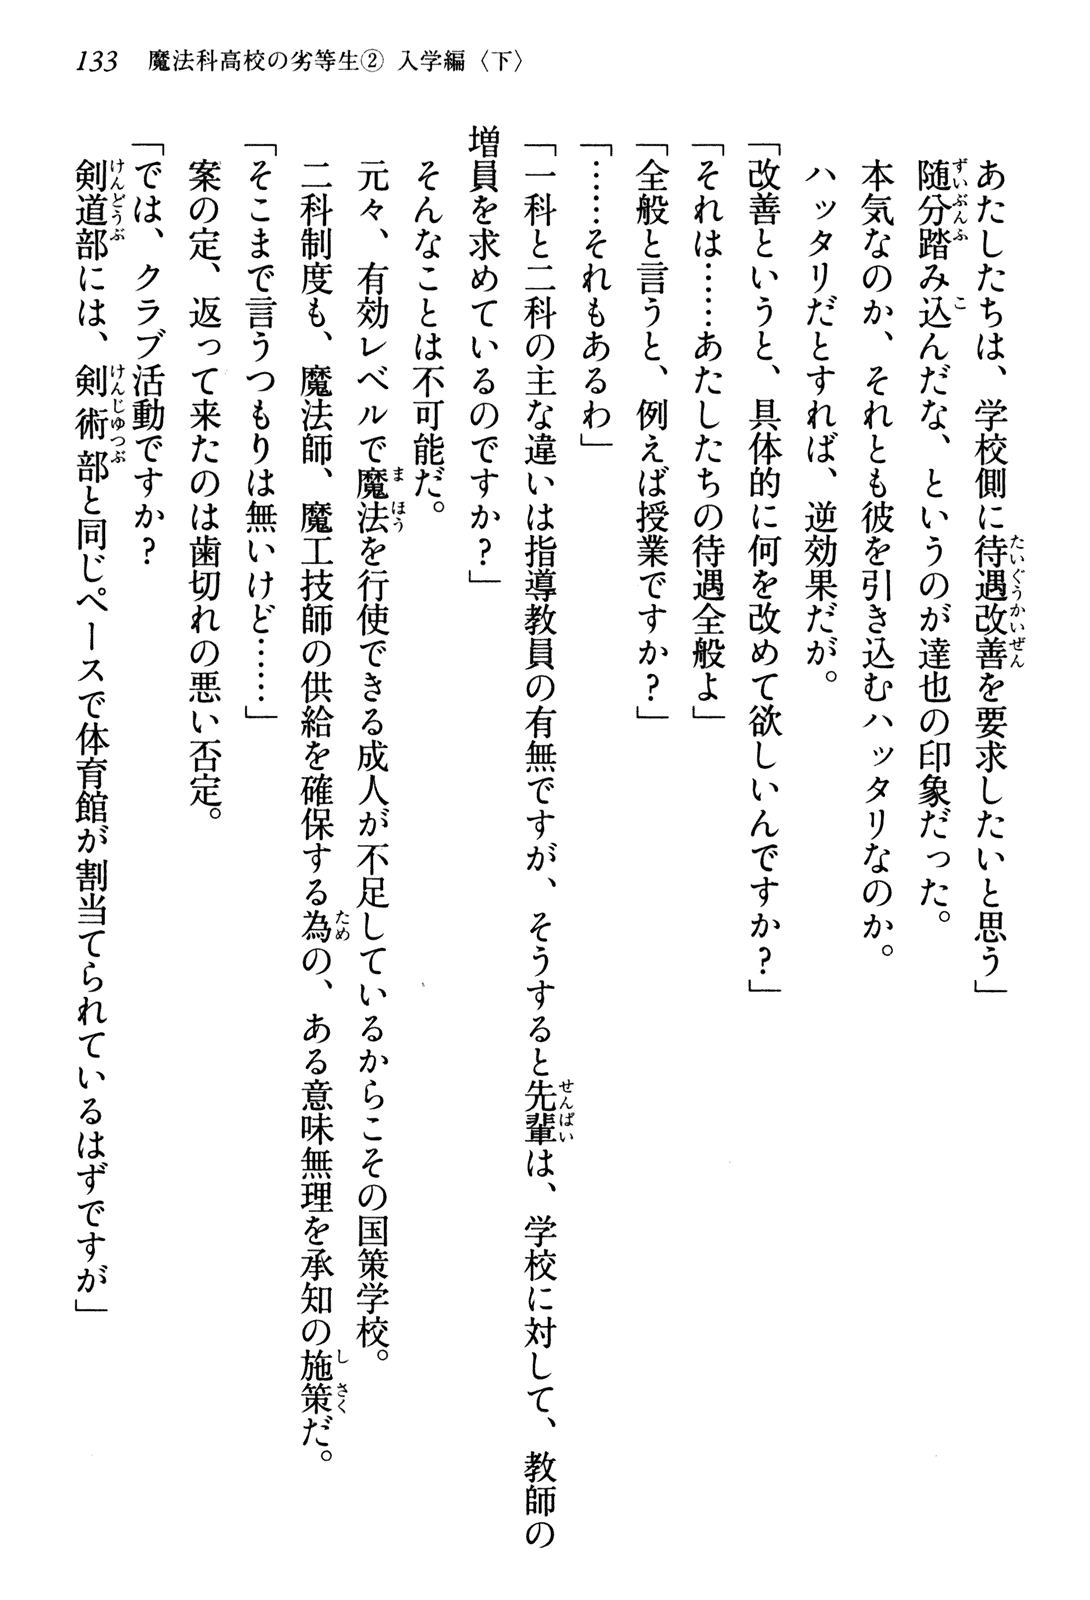 133 魔法科高校の劣等生② 入学編〈下〉
あたしたちは、学校側に待遇改善を要求したいと思う」
随分踏み込んだな、というのが達也の印象だった。
本気なのか、それとも彼を引き込むハッタリなのか。
ハッタリだとすれば、逆効果だが。
「改善というと、具体的に何を改めて欲しいんですか?」
「それは……あたしたちの待遇全般よ」
「全般と言うと、例えば授業ですか?」
「……それもあるわ」
「一科と二科の主な違いは指導教員の有無ですが、そうすると先輩は、学校に対して、教師の
増員を求めているのですか?」
そんなことは不可能だ。
元々、有効レベルで魔法を行使できる成人が不足しているからこその国策学校。
二科制度も、魔法師、魔工技師の供給を確保する為の、ある意味無理を承知の施策だ。
「そこまで言うつもりは無いけど……」
案の定、返って来たのは歯切れの悪い否定。
「では、クラブ活動ですか?
剣道部には、剣術部と同じペースで体育館が割当てられているはずですが」